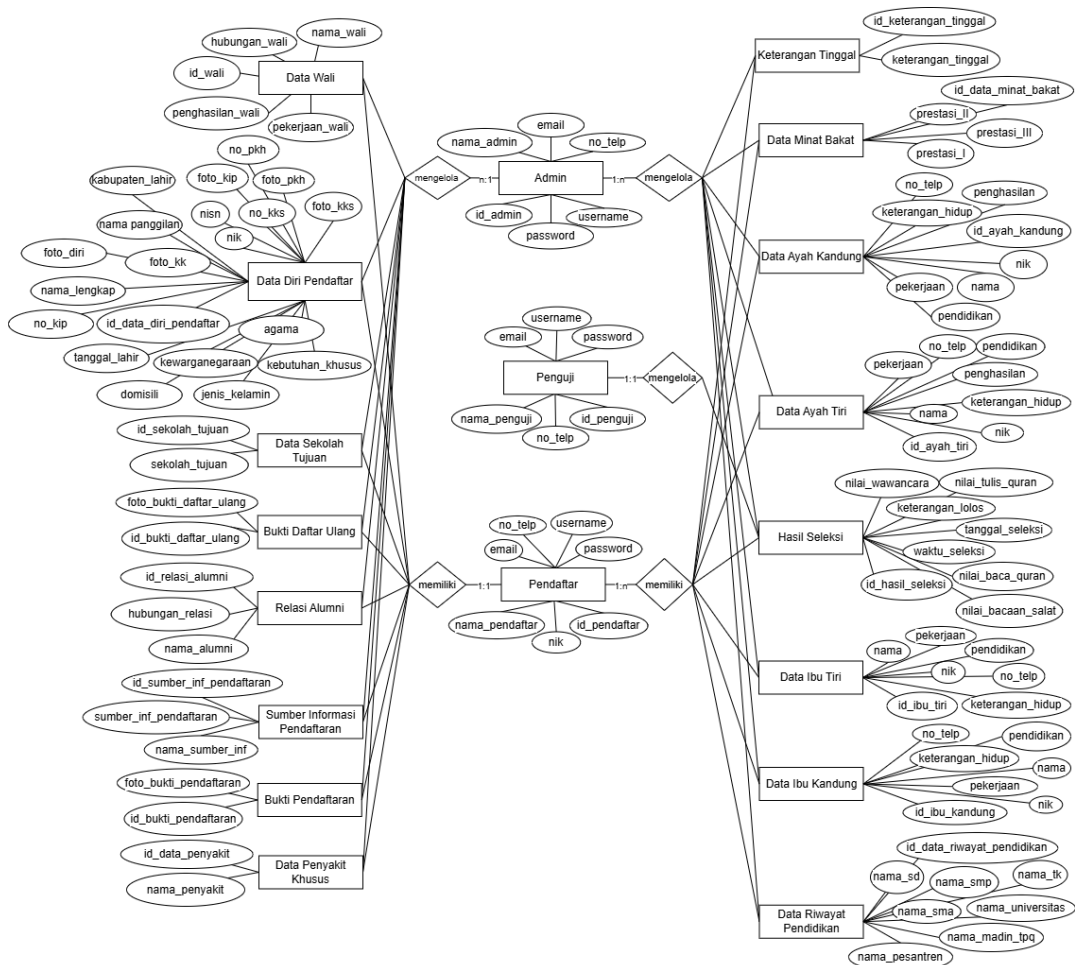 nama_wali
hubungan_wali
id_wali
Data Wali
penghasilan_wali
pekerjaan_wali
no_pkh
foto_kip
foto_pkh
kabupaten_lahir
nisn
no_kks
foto_kks
nama panggilan
nik
foto_diri
foto_kk
Data Diri Pendaftar
nama_lengkap
no_kip
id_data_diri_pendaftar
agama
tanggal_lahir
kewarganegaraan
kebutuhan_khusus
domisili
jenis_kelamin
id_sekolah_tujuan
Data Sekolah
Tujuan
sekolah_tujuan
foto_bukti_daftar_ulang
Bukti Daftar Ulang
id_bukti_daftar_ulang
id_relasi_alumni
hubungan_relasi
Relasi Alumni
nama_alumni
id_sumber_inf_pendaftaran
sumber_inf_pendaftaran
Sumber Informasi
Pendaftaran
nama_sumber_inf
foto_bukti_pendaftaran
Bukti Pendaftaran
id_bukti_pendaftaran
id_data_penyakit
Data Penyakit
Khusus
nama_penyakit
email
nama_admin
no_telp
mengelola
n:1
Admin
1:n
mengelola
id_admin
username
password
username
email
password
Penguji
1:1
mengelola
nama_penguji
id_penguji
no_telp
no_telp
username
email
password
memiliki
1:1
Pendaftar
1:n
memiliki
nama_pendaftar
id_pendaftar
nik
id_keterangan_tinggal
Keterangan Tinggal
keterangan_tinggal
id_data_minat_bakat
prestasi_II
Data Minat Bakat
prestasi_III
prestasi_I
no_telp
penghasilan
keterangan_hidup
id_ayah_kandung
Data Ayah Kandung
nik
pekerjaan
nama
pendidikan
no_telp
pendidikan
pekerjaan
penghasilan
keterangan_hidup
Data Ayah Tiri
nama
nik
id_ayah_tiri
nilai_wawancara
nilai_tulis_quran
keterangan_lolos
tanggal_seleksi
Hasil Seleksi
waktu_seleksi
id_hasil_seleksi
nilai_baca_quran
nilai_bacaan_salat
pekerjaan
nama
pendidikan
Data Ibu Tiri
nik
no_telp
id_ibu_tiri
keterangan_hidup
no_telp
pendidikan
keterangan_hidup
nama
Data Ibu Kandung
pekerjaan
nik
id_ibu_kandung
id_data_riwayat_pendidikan
nama_sd
nama_smp
nama_tk
Data Riwayat
Pendidikan
nama_sma
nama_universitas
nama_madin_tpq
nama_pesantren